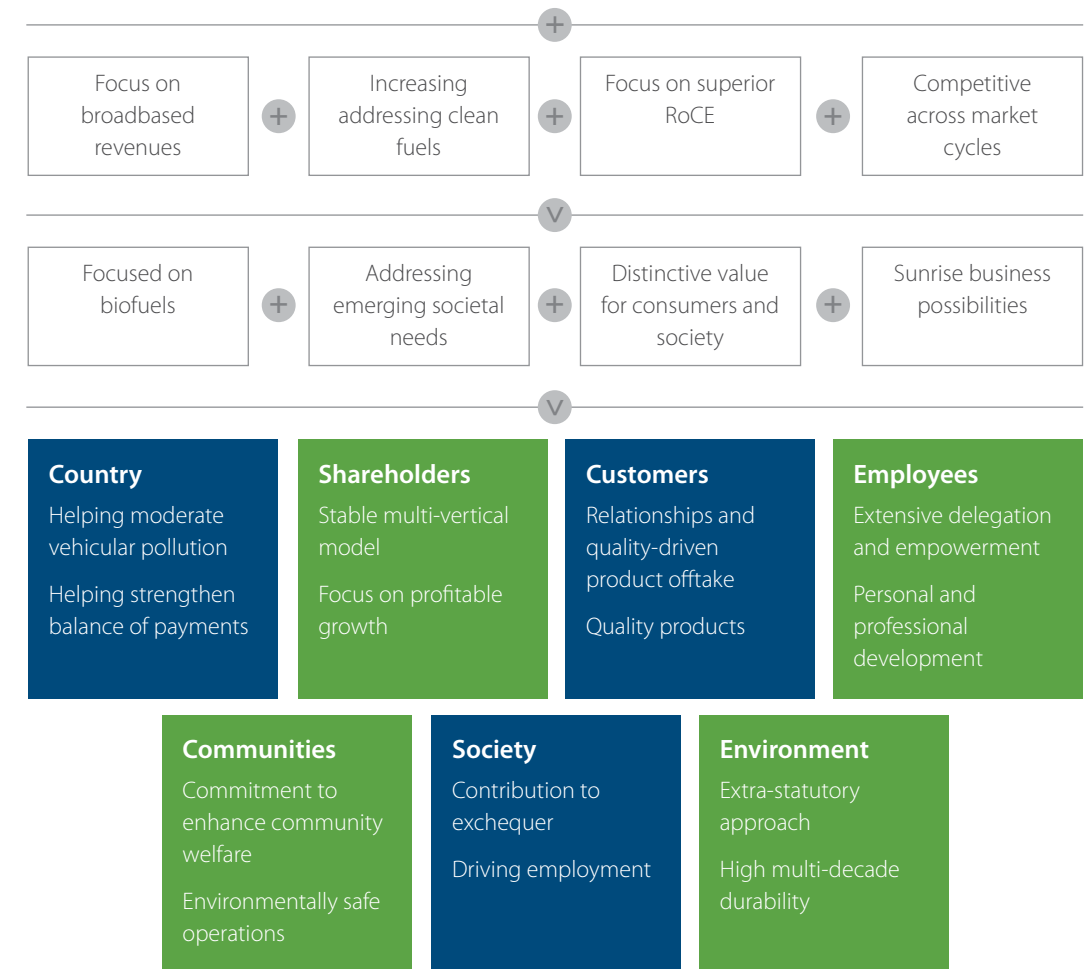 +
Focus on
broadbased
revenues
+
Increasing
addressing clean
fuels
+
Focus on superior
RoCE
+
Competitive
across market
cycles
V
Focused on
biofuels
+
Addressing
emerging societal
needs
+
Distinctive value
for consumers and
society
+
Sunrise business
possibilities
V
Country
Helping moderate
vehicular pollution
Helping strengthen
balance of payments
Shareholders
Stable multi-vertical
model
Focus on profitable
growth
Customers
Relationships and
quality-driven
product offtake
Quality products
Employees
Extensive delegation
and empowerment
Personal and
professional
development
Communities
Commitment to
enhance community
welfare
Environmentally safe
operations
Society
Contribution to
exchequer
Driving employment
Environment
Extra-statutory
approach
High multi-decade
durability